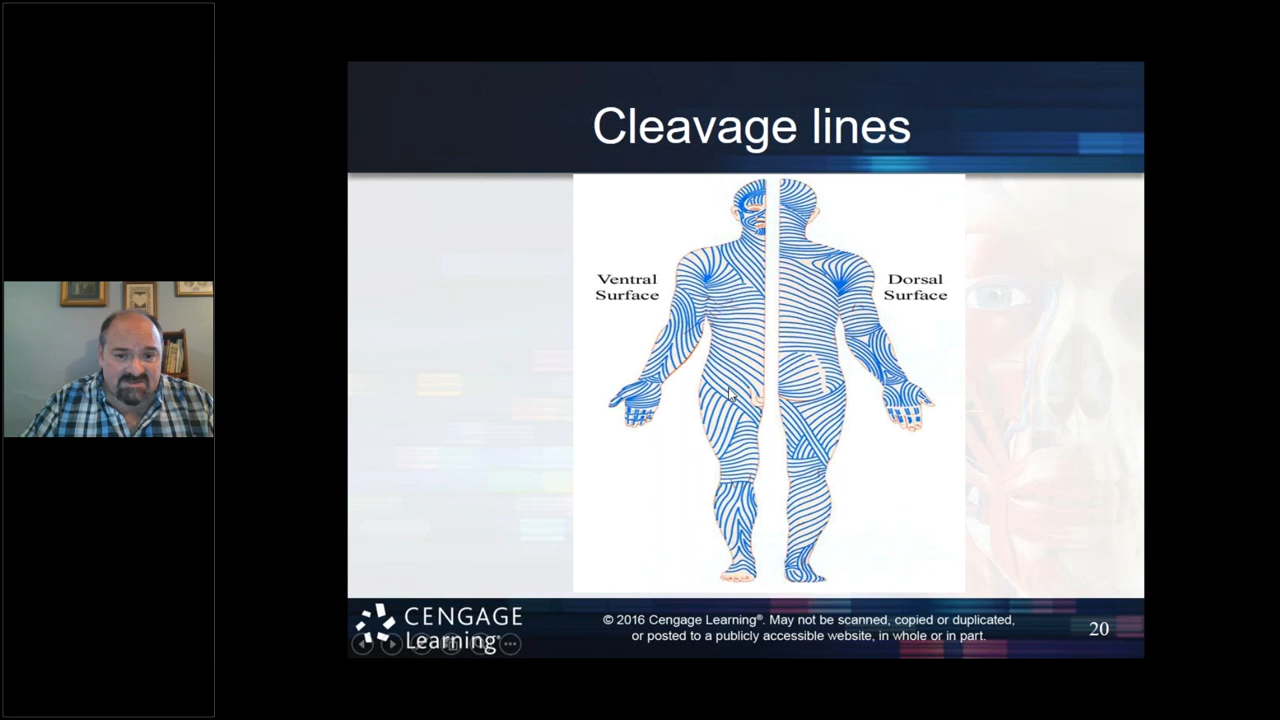 Cleavage lines
Ventral
Surface
Dorsal
Surface
CENGAGE
Learning®
© 2016 Cengage Learning®. May not be scanned, copied or duplicated,
or posted to a publicly accessible website, in whole or in part.
20